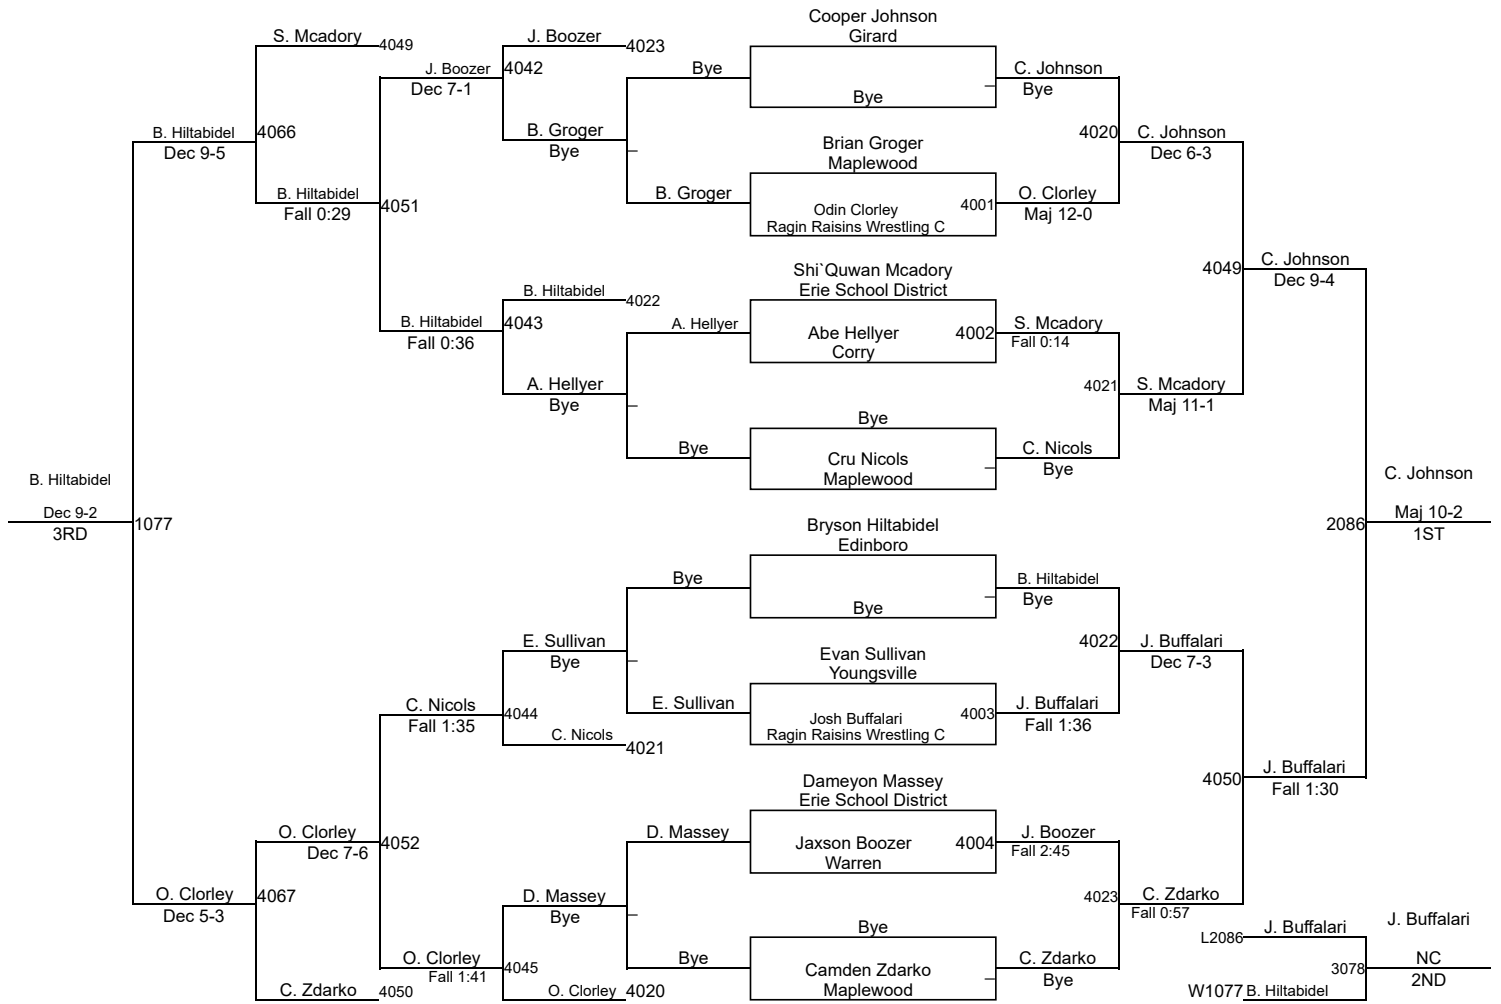 Cooper Johnson
Girard
S. Mcadory
4049
J. Boozer
4023
J. Boozer
4042
Dec 7-1
Bye
Bye
C. Johnson
Bye
B. Hiltabidel
4066
Dec 9-5
B. Groger
Bye
Brian Groger
Maplewood
4020
C. Johnson
Dec 6-3
B. Hiltabidel
Fall 0:29
4051
B. Groger
Odin Clorley
Ragin Raisins Wrestling C
4001
O. Clorley
Maj 12-0
Shi`Quwan Mcadory
Erie School District
4049
C. Johnson
Dec 9-4
B. Hiltabidel
4022
B. Hiltabidel
4043
Fall 0:36
A. Hellyer
Abe Hellyer
Corry
4002
S. Mcadory
Fall 0:14
A. Hellyer
Bye
4021
S. Mcadory
Maj 11-1
Bye
Bye
Cru Nicols
Maplewood
C. Nicols
Bye
B. Hiltabidel
Dec 9-2
3RD
1077
C. Johnson
2086
Maj 10-2
1ST
Bryson Hiltabidel
Edinboro
Bye
Bye
B. Hiltabidel
Bye
E. Sullivan
Bye
Evan Sullivan
Youngsville
4022
J. Buffalari
Dec 7-3
C. Nicols
Fall 1:35
4044
E. Sullivan
Josh Buffalari
Ragin Raisins Wrestling C
4003
J. Buffalari
Fall 1:36
C. Nicols
4021
Dameyon Massey
Erie School District
4050
J. Buffalari
Fall 1:30
O. Clorley
Dec 7-6
4052
D. Massey
Jaxson Boozer
Warren
4004
J. Boozer
Fall 2:45
O. Clorley
Dec 5-3
4067
D. Massey
Bye
4023
C. Zdarko
Fall 0:57
O. Clorley
Fall 1:41
4045
Bye
Bye
Camden Zdarko
Maplewood
C. Zdarko
Bye
L2086
J. Buffalari
J. Buffalari
3078
NC
2ND
C. Zdarko
4050
O. Clorley
4020
W1077
B. Hiltabidel